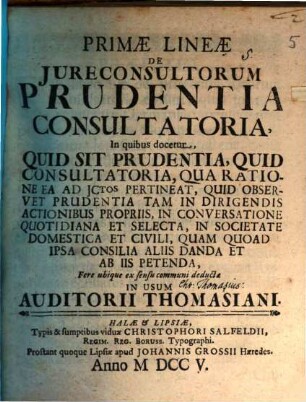 PRIMÆ LINEÆ
S.
5
DE
JURECONSULTORUM
PRUDENTIA
CONSULTATORIA,
In quibus docetur,
QUID SIT PRUDENTIA, QUID
CONSULTATORIA, QUA RATIO-
NE EA AD JCTOS PERTINEAT, QUID OBSER-
VET PRUDENTIA TAM IN DIRIGENDIS
ACTIONIBUS PROPRIIS, IN CONVERSATIONE
QUOTIDIANA ET SELECTA, IN SOCIETATE
DOMESTICA ET CIVILI, QUAM QUOAD
IPSA CONSILIA ALIIS DANDA ET
AB IIS PETENDA,
Fere ubique ex sensu communi deductæ
IN USUM Chr. Thomasius:
AUDITORII THOMASIANI.
HALÆ & LIPSIÆ,
Typis & sumptibus viduæ CHRISTOPHORI SALFELDII,
REGIM. REG. BORUSS. Typographi.
Prostant quoque Lipsiæ apud JOHANNIS GROSSII Hæredes.
Anno M DCC V.